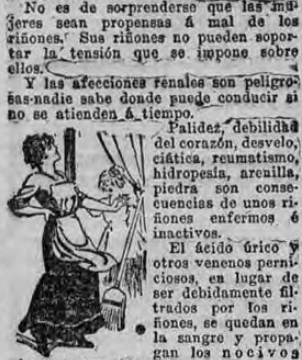 No es de sorprenderse que las mu-
jeres sean propensas á mal de los
riñones. Sus riñones no pueden sopor-
tar la tensión que se impone sobre
ellos.
Y las afecciones renales son peligro-
sas-nadie sabe donde puede conducir si
no se atienden á tiempo.
Palidez, debilidad
del corazón, desvelo,
ciática, reumatismo,
hidropesía, arenilla,
piedra son conse-
cuencias de unos ri-
ñones enfermos é
inactivos.
El ácido úrico y
otros venenos perni-
ciosos, en lugar de
ser debidamente fil-
trados por los ri-
ñones, se quedan en
la sangre y propa-
gan los nocivos